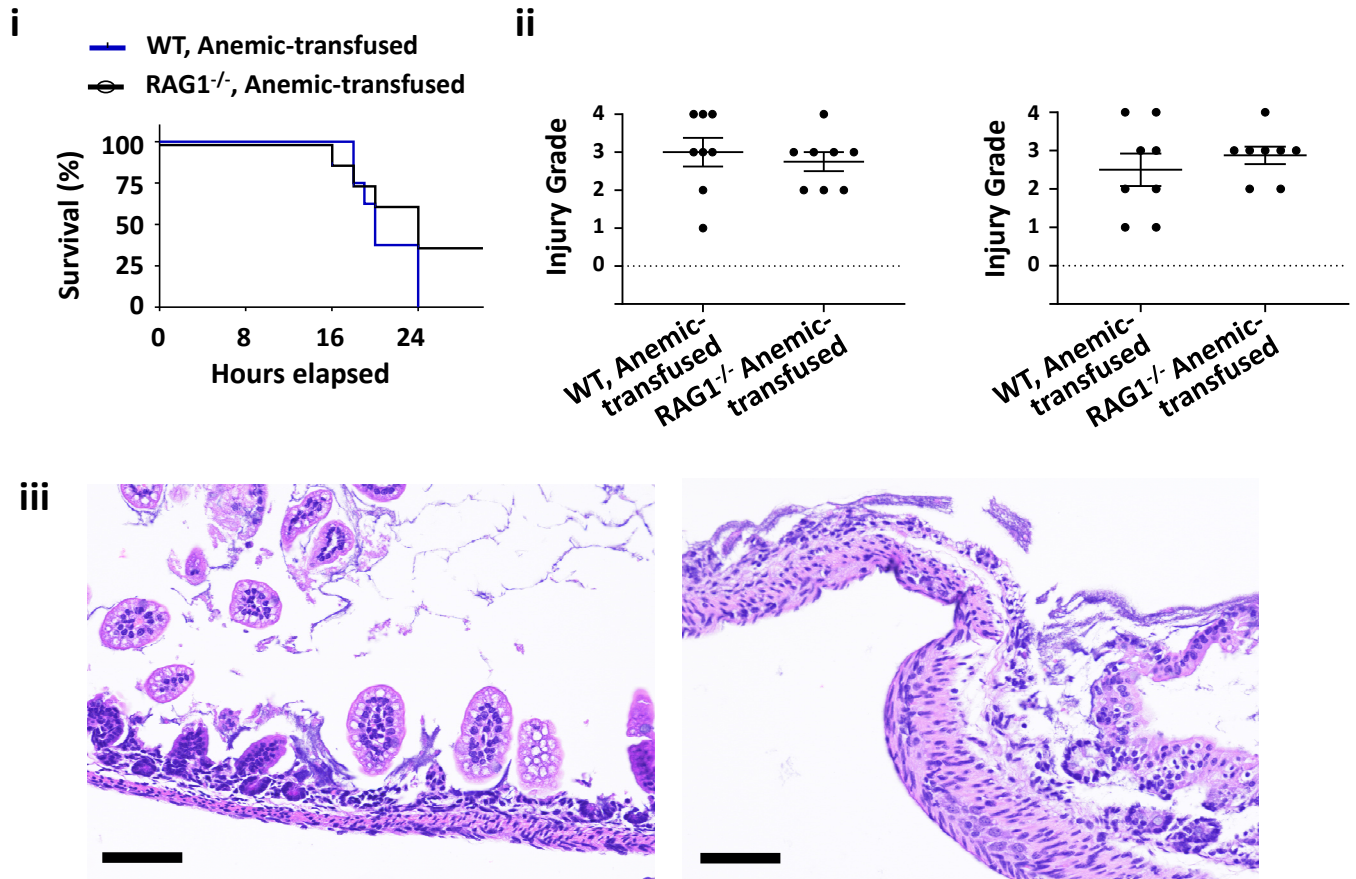 i
WT, Anemic-transfused
RAG1-/-, Anemic-transfused
Survival (%)
100
75
50
25
0
0 8 16 24
Hours elapsed
ii
Injury Grade
4
3
2
1
0
WT, Anemic-
transfused
RAG1-/- Anemic-
transfused
Injury Grade
4
3
2
1
0
WT, Anemic-
transfused
RAG1-/- Anemic-
transfused
iii